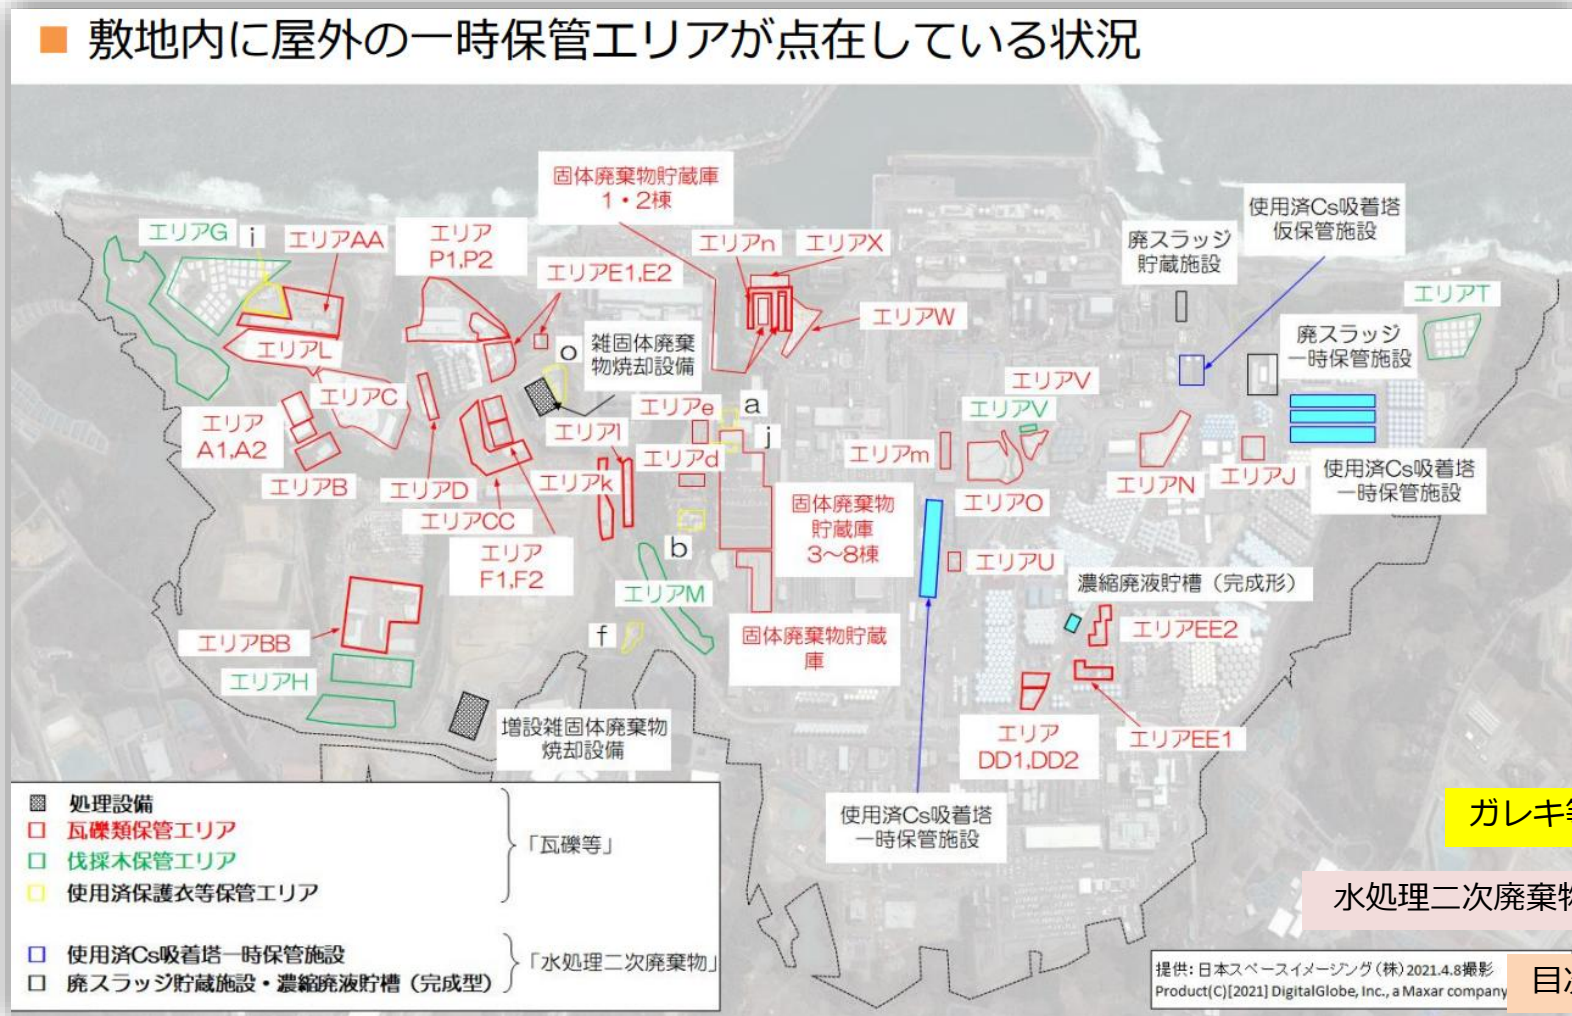 ■ 敷地内に屋外の一時保管エリアが点在している状況
固体廃棄物貯蔵庫
1・2棟
使用済Cs吸着塔
仮保管施設
エリアG
i
エリアAA
エリア
P1,P2
エリアn
エリアX
廃スラッジ
貯蔵施設
エリアE1,E2
エリアT
エリアW
廃スラッジ
一時保管施設
エリアL
o
雑固体廃棄
物焼却設備
エリアC
エリアV
エリアe
a
エリアV
エリア
A1,A2
エリアl
j
エリアd
エリアm
エリアB
エリアD
エリアk
エリアN
エリアJ
使用済Cs吸着塔
一時保管施設
エリアCC
エリアO
固体廃棄物
貯蔵庫
3～8棟
b
エリア
F1,F2
エリアU
濃縮廃液貯槽（完成形）
エリアM
エリアBB
f
固体廃棄物貯蔵
庫
エリアEE2
エリアH
増設雑固体廃棄物
焼却設備
エリア
DD1,DD2
エリアEE1
使用済Cs吸着塔
一時保管施設
処理設備
瓦礫類保管エリア
伐採木保管エリア
使用済保護衣等保管エリア
「瓦礫等」
使用済Cs吸着塔一時保管施設
廃スラッジ貯蔵施設・濃縮廃液貯槽（完成型）
「水処理二次廃棄物」
ガレキ等
水処理二次廃棄物
提供：日本スペースイメージング(株)2021.4.8撮影
Product(C)[2021] DigitalGlobe, Inc., a Maxar company
目次